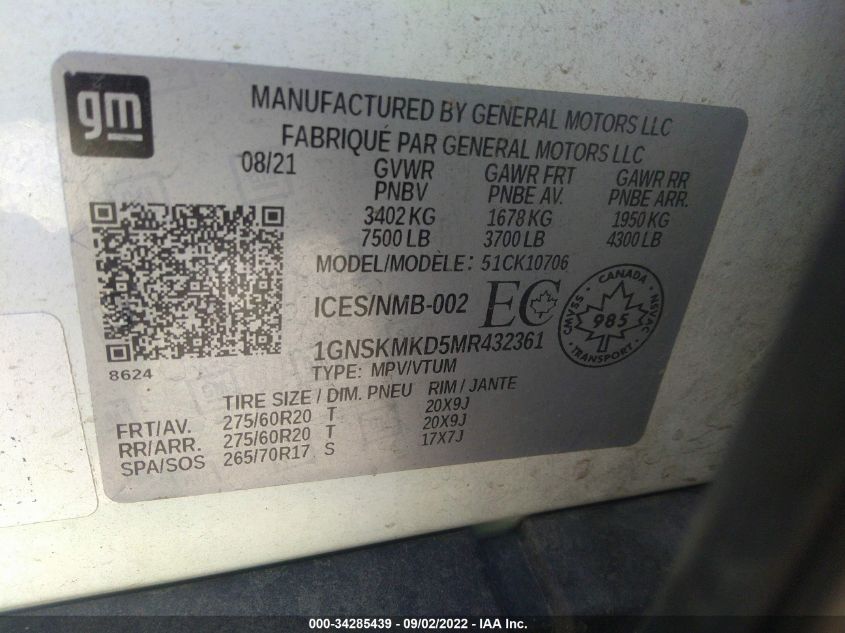 gm
MANUFACTURED BY GENERAL MOTORS LLC
FABRIQUÉ PAR GENERAL MOTORS LLC
08/21 GVWR GAWR FRT GAWR RR
PNBV PNBE AV. PNBE ARR.
3402 KG 1678 KG 1950 KG
7500 LB 3700 LB 4300 LB
MODEL/MODÈLE: 51CK10706
ICES/NMB-002 EC
CANADA
CMVSS 985 NSVAC
TRANSPORT
1GNSKMKD5MR432361
8624
TYPE: MPV/VTUM
TIRE SIZE / DIM. PNEU RIM / JANTE
FRT/AV. 275/60R20 T 20X9J
RR/ARR. 275/60R20 T 20X9J
SPA/SOS 265/70R17 S 17X7J
000-34285439 - 09/02/2022 - IAA Inc.